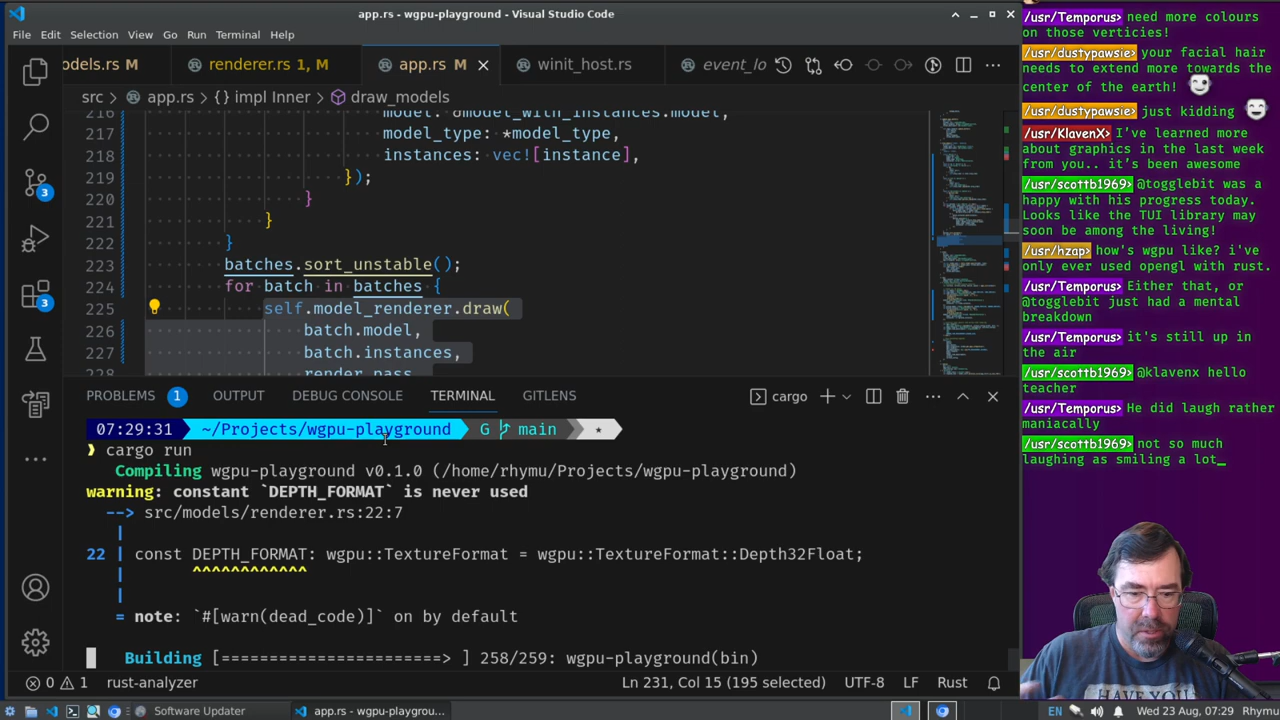 app.rs - wgpu-playground - Visual Studio Code
File Edit Selection View Go Run Terminal Help
odels.rs M
renderer.rs 1, M
app.rs M
winit_host.rs
event_lo
src > app.rs > {} impl Inner > draw_models
216 model: &model_with_instances.model,
217 model_type: *model_type,
218 instances: vec![instance],
219 });
220 }
221 }
222 }
223 batches.sort_unstable();
224 for batch in batches {
225 self.model_renderer.draw(
226 batch.model,
227 batch.instances,
228 render_pass,
PROBLEMS 1 OUTPUT DEBUG CONSOLE TERMINAL GITLENS
cargo
07:29:31 ~/Projects/wgpu-playground G main *
❯ cargo run
Compiling wgpu-playground v0.1.0 (/home/rhymu/Projects/wgpu-playground)
warning: constant `DEPTH_FORMAT` is never used
--> src/models/renderer.rs:22:7
|
22 | const DEPTH_FORMAT: wgpu::TextureFormat = wgpu::TextureFormat::Depth32Float;
| ^^^^^^^^^^^^
|
= note: `#[warn(dead_code)]` on by default
Building [=======================> ] 258/259: wgpu-playground(bin)
0 1 rust-analyzer Ln 231, Col 15 (195 selected) UTF-8 LF Rust
3
3
Software Updater
app.rs - wgpu-playgrou...
EN Wed 23 Aug, 07:29 Rhymu
/usr/Temporus> need more colours
on those verticies!
/usr/dustypawsie> your facial hair
needs to extend more towards the
center of the earth!
/usr/dustypawsie> just kidding
/usr/KlavenX> I've learned more
about graphics in the last week
from you.. it's been awesome
/usr/scottb1969> @togglebit was a
happy with his progress today.
Looks like the TUI library may
soon be among the living!
/usr/hzap> how's wgpu like? i've
only ever used opengl with rust.
/usr/Temporus> Either that, or
@togglebit just had a mental
breakdown
/usr/Temporus> it's still up in
the air
/usr/scottb1969> @klavenx hello
teacher
/usr/Temporus> He did laugh rather
maniacally
/usr/scottb1969> not so much
laughing as smiling a lot_